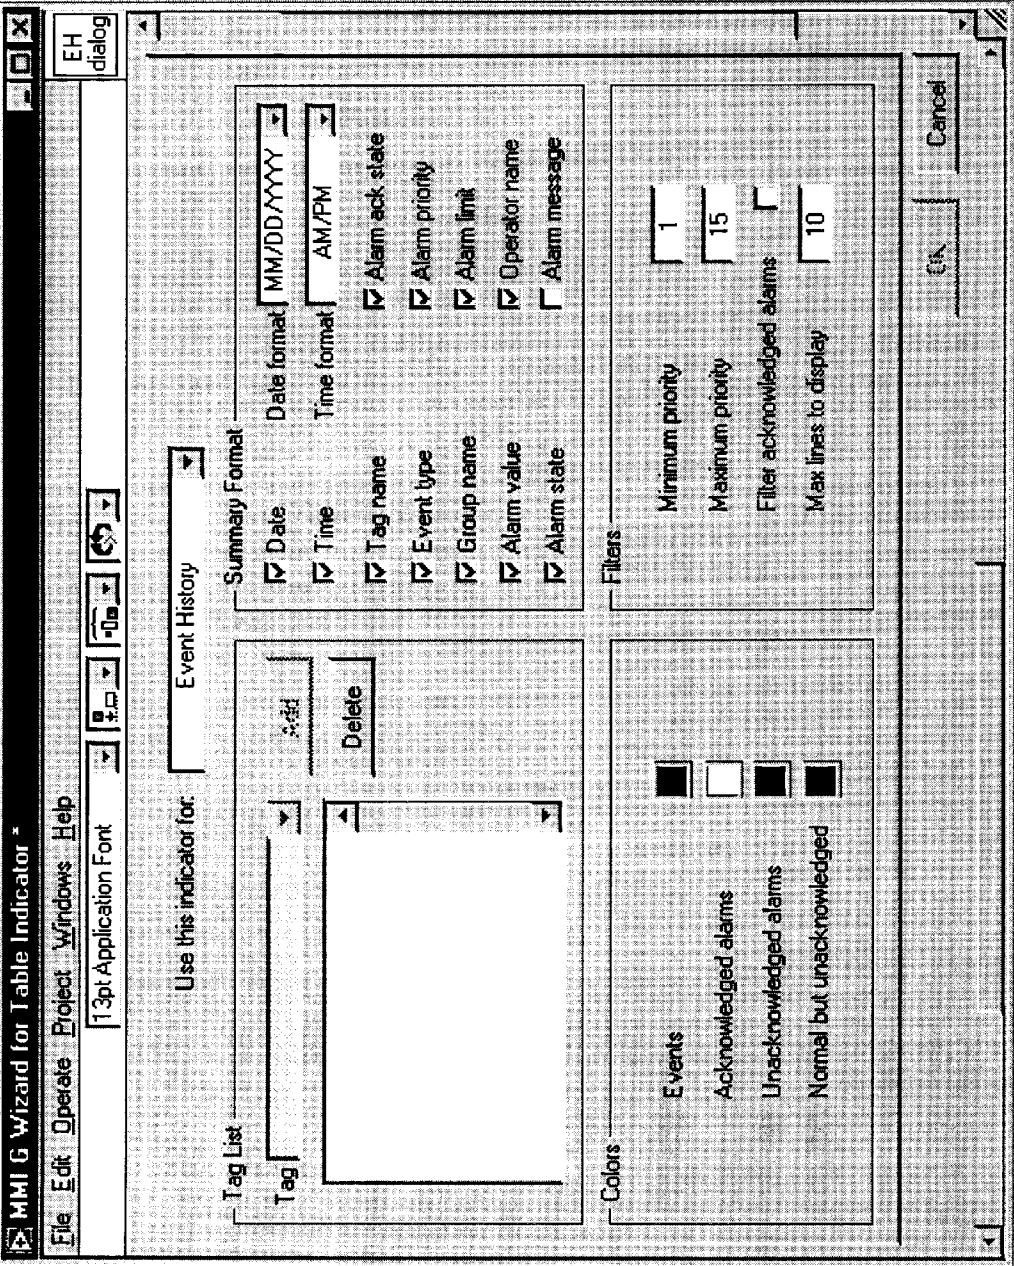 MMI G Wizard for Table Indicator *
File Edit Operate Project Windows Help
13pt Application Font
EH
dialog
Use this indicator for: Event History
Tag List
Tag
Add
Delete
Summary Format
Date
Date format MM/DD/YYYY
Time
Time format AM/PM
Tag name
Alarm ack state
Event type
Alarm priority
Group name
Alarm limit
Alarm value
Operator name
Alarm state
Alarm message
Colors
Events
Acknowledged alarms
Unacknowledged alarms
Normal but unacknowledged
Filters
Minimum priority 1
Maximum priority 15
Filter acknowledged alarms
Max lines to display 10
OK
Cancel